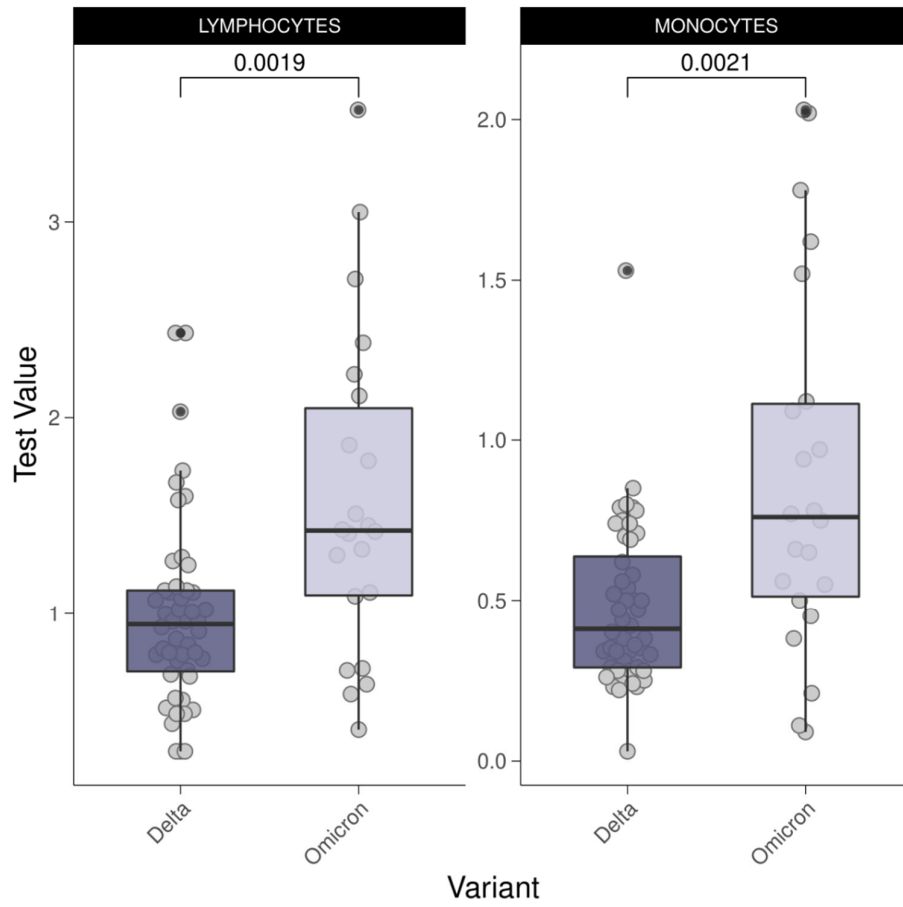 LYMPHOCYTES
MONOCYTES
0.0019
0.0021
Test Value
3
2
1
2.0
1.5
1.0
0.5
0.0
Delta
Omicron
Delta
Omicron
Variant